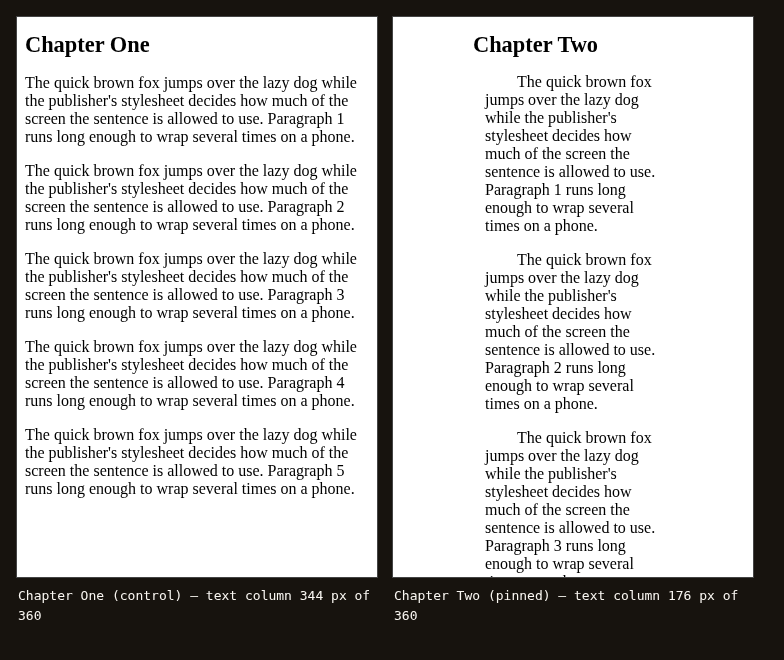 Chapter One
The quick brown fox jumps over the lazy dog while
the publisher's stylesheet decides how much of the
screen the sentence is allowed to use. Paragraph 1
runs long enough to wrap several times on a phone.
The quick brown fox jumps over the lazy dog while
the publisher's stylesheet decides how much of the
screen the sentence is allowed to use. Paragraph 2
runs long enough to wrap several times on a phone.
The quick brown fox jumps over the lazy dog while
the publisher's stylesheet decides how much of the
screen the sentence is allowed to use. Paragraph 3
runs long enough to wrap several times on a phone.
The quick brown fox jumps over the lazy dog while
the publisher's stylesheet decides how much of the
screen the sentence is allowed to use. Paragraph 4
runs long enough to wrap several times on a phone.
The quick brown fox jumps over the lazy dog while
the publisher's stylesheet decides how much of the
screen the sentence is allowed to use. Paragraph 5
runs long enough to wrap several times on a phone.
Chapter One (control) — text column 344 px of
360
Chapter Two
The quick brown fox
jumps over the lazy dog
while the publisher's
stylesheet decides how
much of the screen the
sentence is allowed to use.
Paragraph 1 runs long
enough to wrap several
times on a phone.
The quick brown fox
jumps over the lazy dog
while the publisher's
stylesheet decides how
much of the screen the
sentence is allowed to use.
Paragraph 2 runs long
enough to wrap several
times on a phone.
The quick brown fox
jumps over the lazy dog
while the publisher's
stylesheet decides how
much of the screen the
sentence is allowed to use.
Paragraph 3 runs long
enough to wrap several
Chapter Two (pinned) — text column 176 px of
360